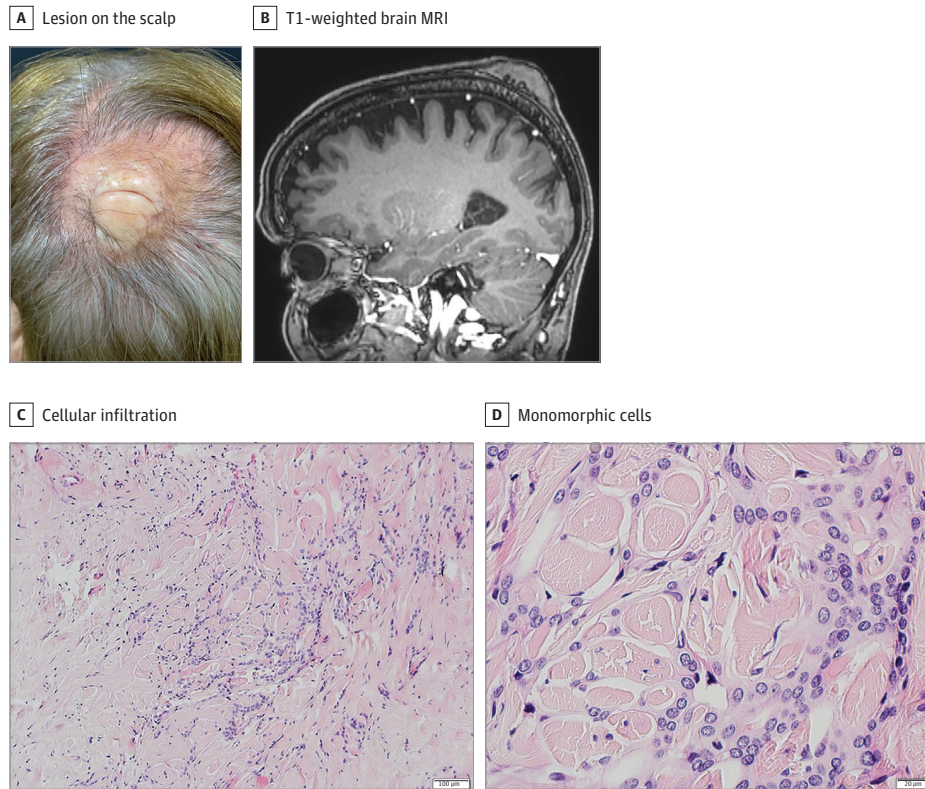 A Lesion on the scalp
B T1-weighted brain MRI
C Cellular infiltration
D Monomorphic cells
100 µm
20 µm